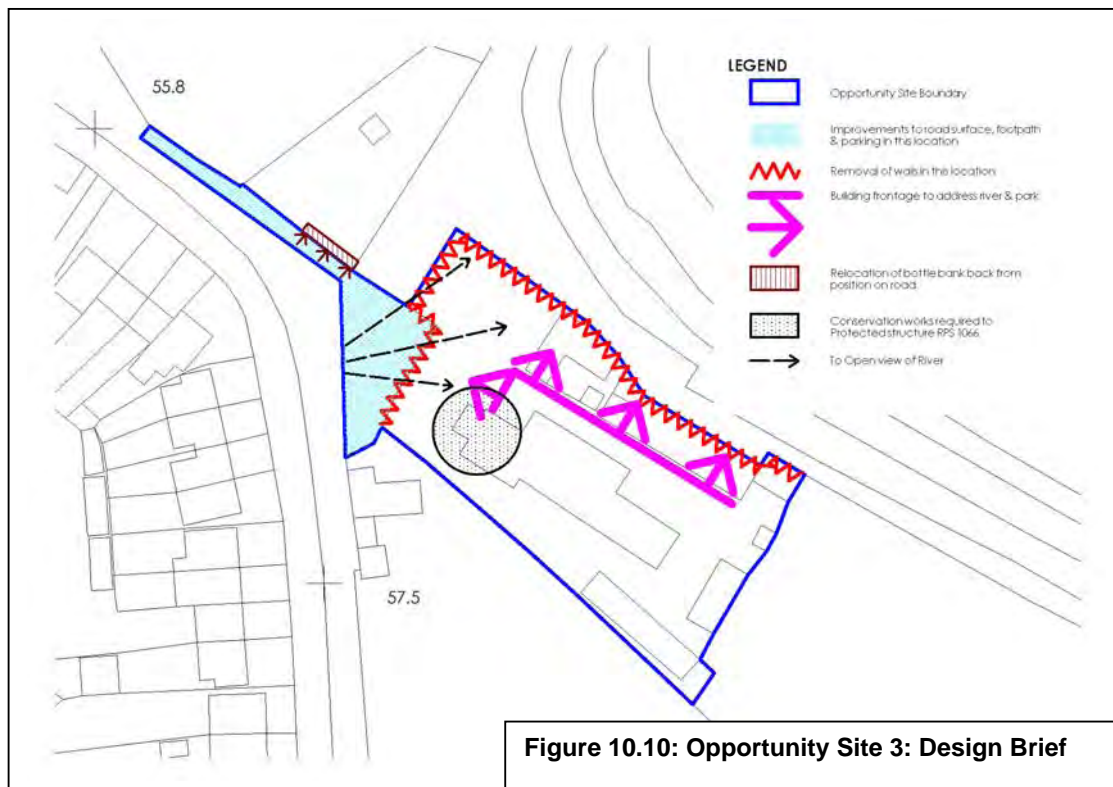 55.8
LEGEND
Opportunity Site Boundary
Improvements to road surface, footpath
& parking in this location
Removal of walls in this location
Building frontage to address river & park
Relocation of bottle bank back from
position on road.
Conservation works required to
Protected structure RPS 1066
To Open view of River
57.5
Figure 10.10: Opportunity Site 3: Design Brief